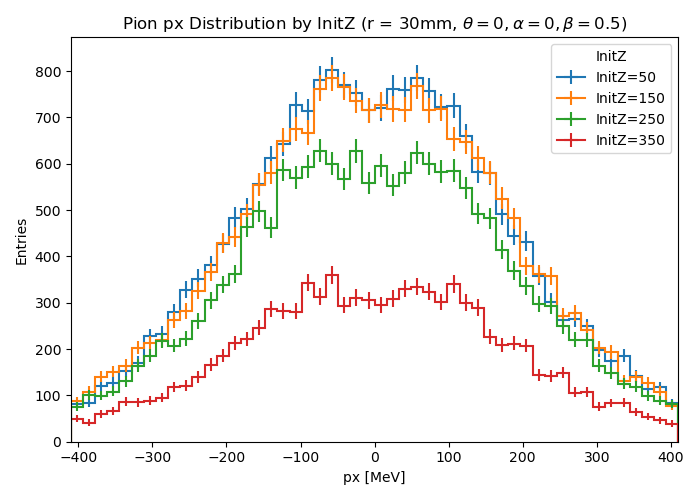 Pion px Distribution by InitZ (r = 30mm, θ = 0, α = 0, β = 0.5)
InitZ
InitZ=50
InitZ=150
InitZ=250
InitZ=350
Entries
800
700
600
500
400
300
200
100
0
−400 −300 −200 −100 0 100 200 300 400
px [MeV]